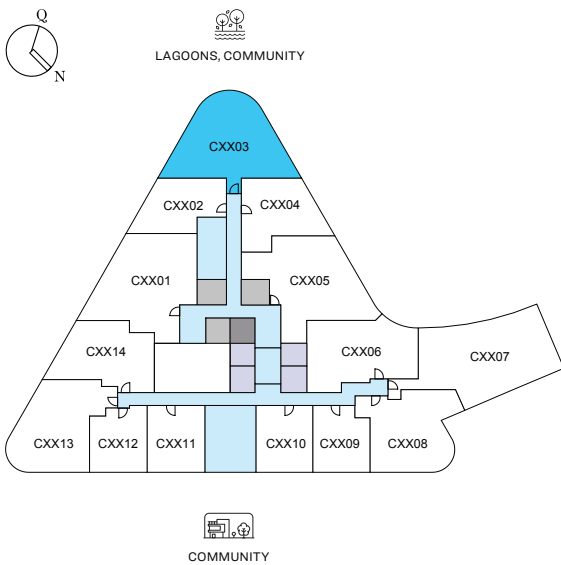 Q
N
LAGOONS, COMMUNITY
CXX03
CXX02
CXX04
CXX01
CXX05
CXX14
CXX06
CXX07
CXX13
CXX12
CXX11
CXX10
CXX09
CXX08
COMMUNITY